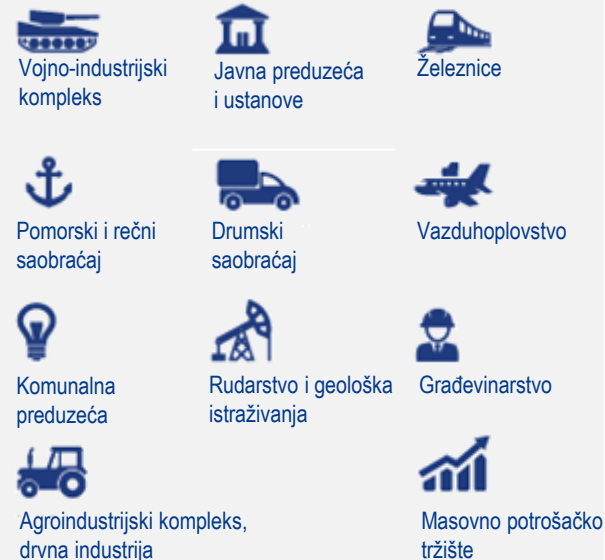 Vojno-industrijski
kompleks
Javna preduzeća
i ustanove
Železnice
Pomorski i rečni
saobraćaj
Drumski
saobraćaj
Vazduhoplovstvo
Komunalna
preduzeća
Rudarstvo i geološka
istraživanja
Građevinarstvo
Agroindustrijski kompleks,
drvna industrija
Masovno potrošačko
tržište